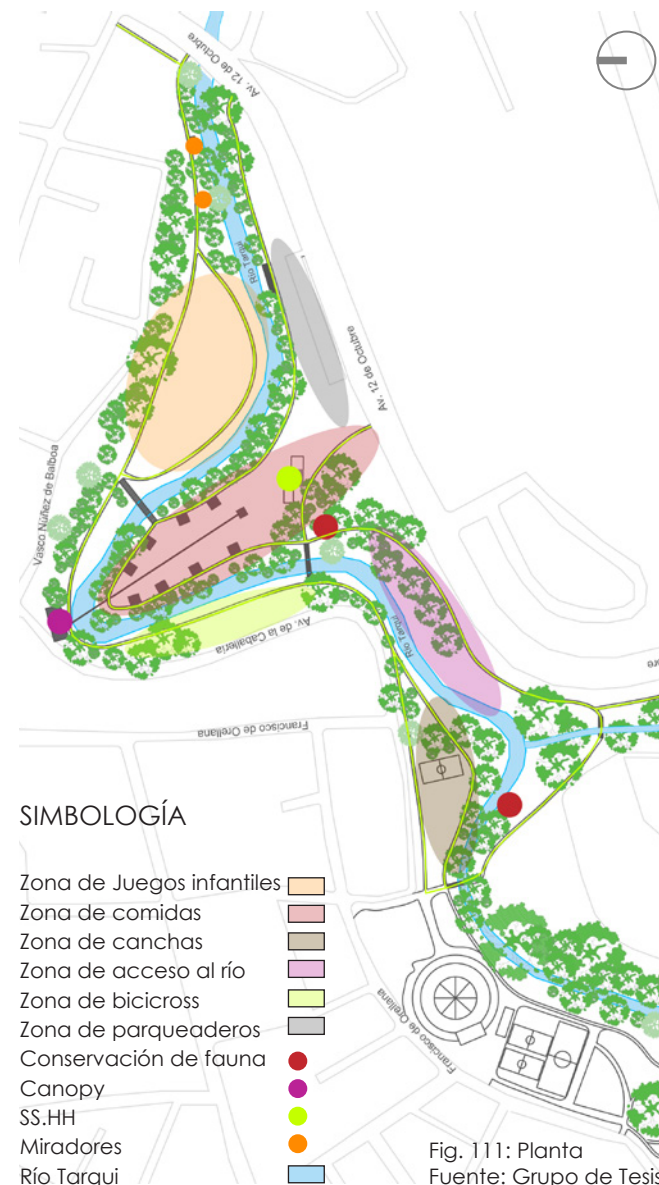 Av. 12 de Octubre
Río Tarqui
Av. 12 de Octubre
Vasco Núñez de Balboa
Av. de la Caballería
Río Tarqui
Francisco de Orellana
SIMBOLOGÍA
Zona de Juegos infantiles
Zona de comidas
Zona de canchas
Zona de acceso al río
Zona de bicicross
Zona de parqueaderos
Conservación de fauna
Canopy
SS.HH
Miradores
Río Tarqui
Francisco de Orellana
Fig. 111: Planta
Fuente: Grupo de Tesis